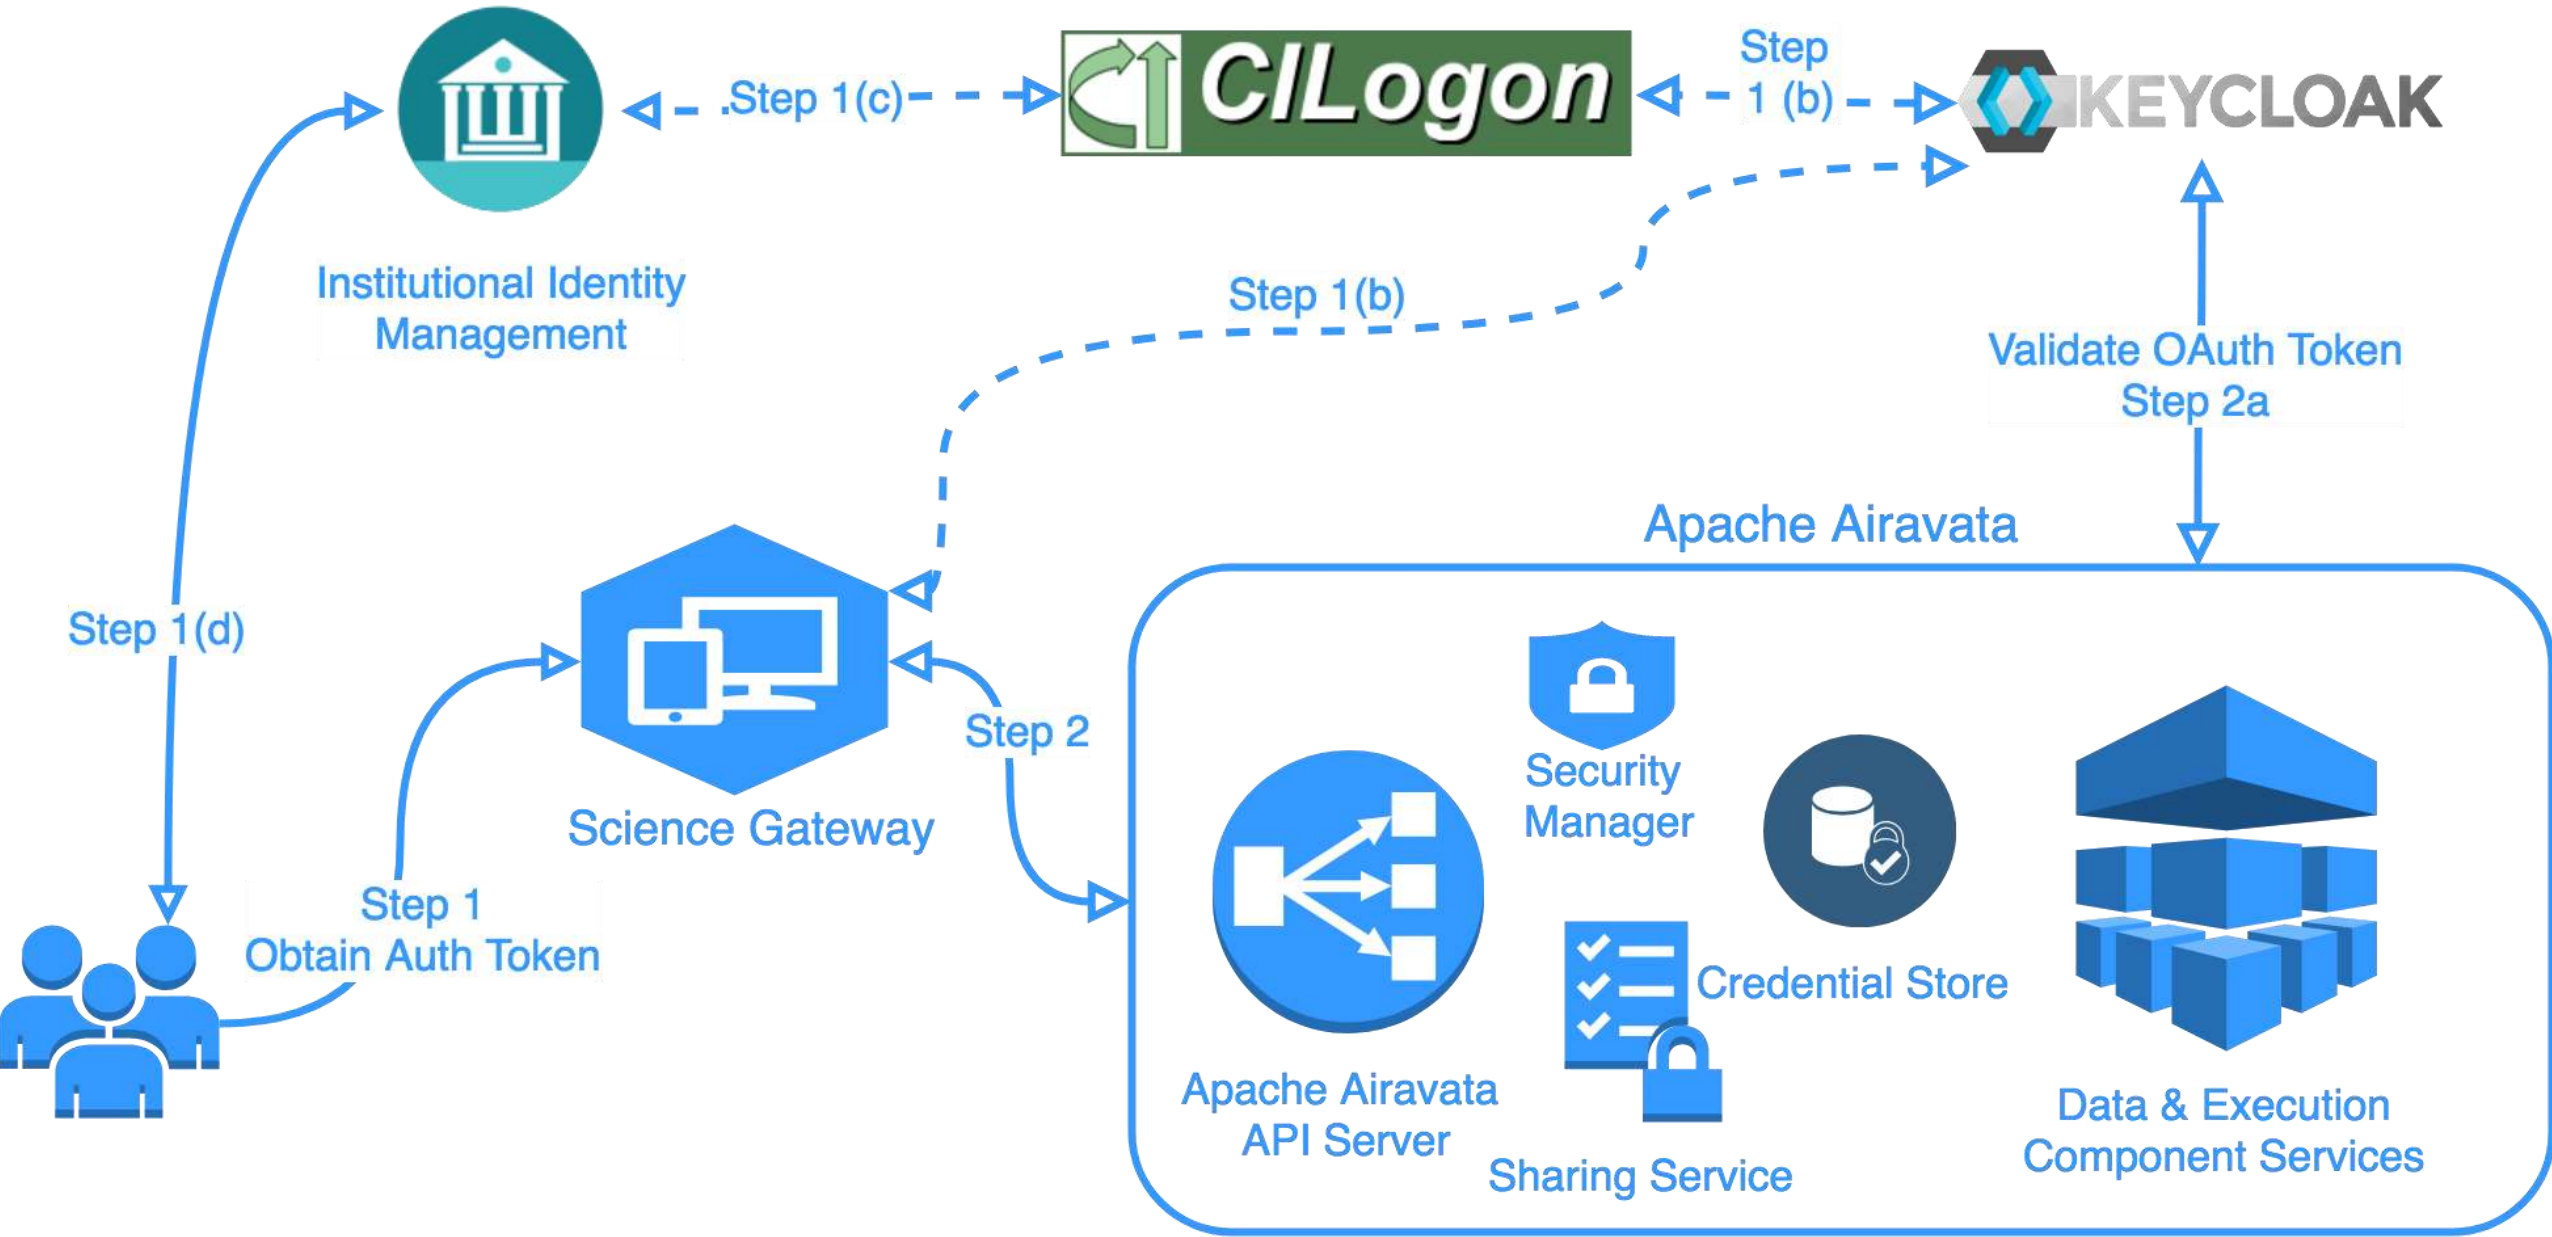 Step
1 (b)
.Step 1(c)
CILogon
KEYCLOAK
Institutional Identity
Management
Step 1(b)
Validate OAuth Token
Step 2a
Apache Airavata
Step 1(d)
Step 2
Science Gateway
Step 1
Obtain Auth Token
Security
Manager
Credential Store
Apache Airavata
API Server
Sharing Service
Data & Execution
Component Services